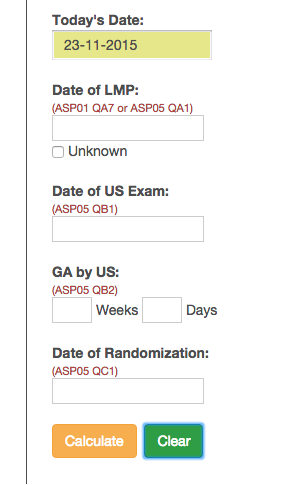 Today's Date:
23-11-2015
Date of LMP:
(ASP01 QA7 or ASP05 QA1)
Unknown
Date of US Exam:
(ASP05 QB1)
GA by US:
(ASP05 QB2)
Weeks Days
Date of Randomization:
(ASP05 QC1)
Calculate Clear